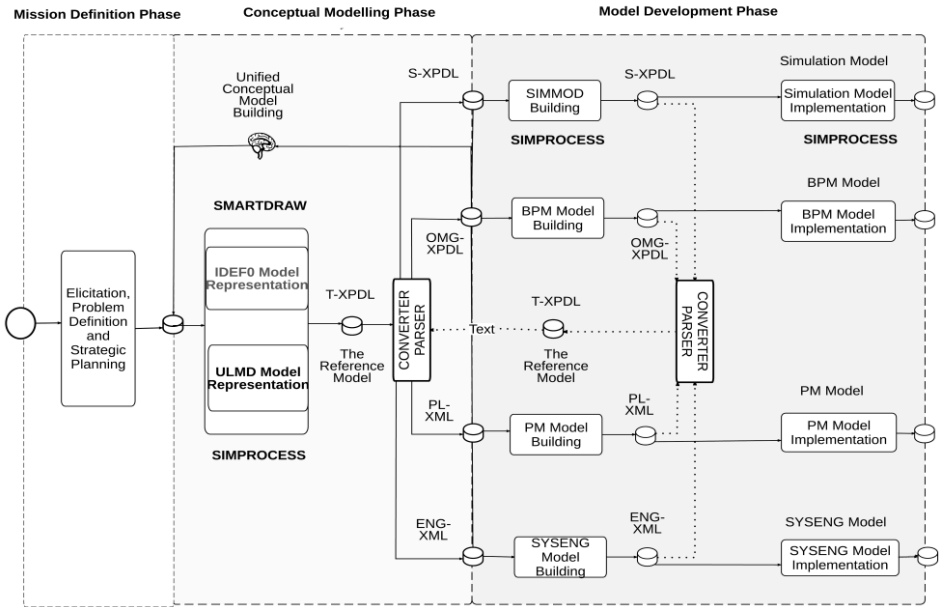 Mission Definition Phase
Conceptual Modelling Phase
Model Development Phase
Elicitation,
Problem
Definition
and
Strategic
Planning
Unified
Conceptual
Model
Building
SMARTDRAW
IDEF0 Model
Representation
ULMD Model
Representation
SIMPROCESS
T-XPDL
The
Reference
Model
CONVERTER
PARSER
S-XPDL
OMG-
XPDL
PL-
XML
ENG-
XML
SIMMOD
Building
SIMPROCESS
S-XPDL
Simulation Model
Simulation Model
Implementation
SIMPROCESS
BPM Model
Building
OMG-
XPDL
BPM Model
BPM Model
Implementation
Text
T-XPDL
The
Reference
Model
CONVERTER
PARSER
PM Model
Building
PL-
XML
PM Model
PM Model
Implementation
SYSENG
Model
Building
ENG-
XML
SYSENG Model
SYSENG Model
Implementation